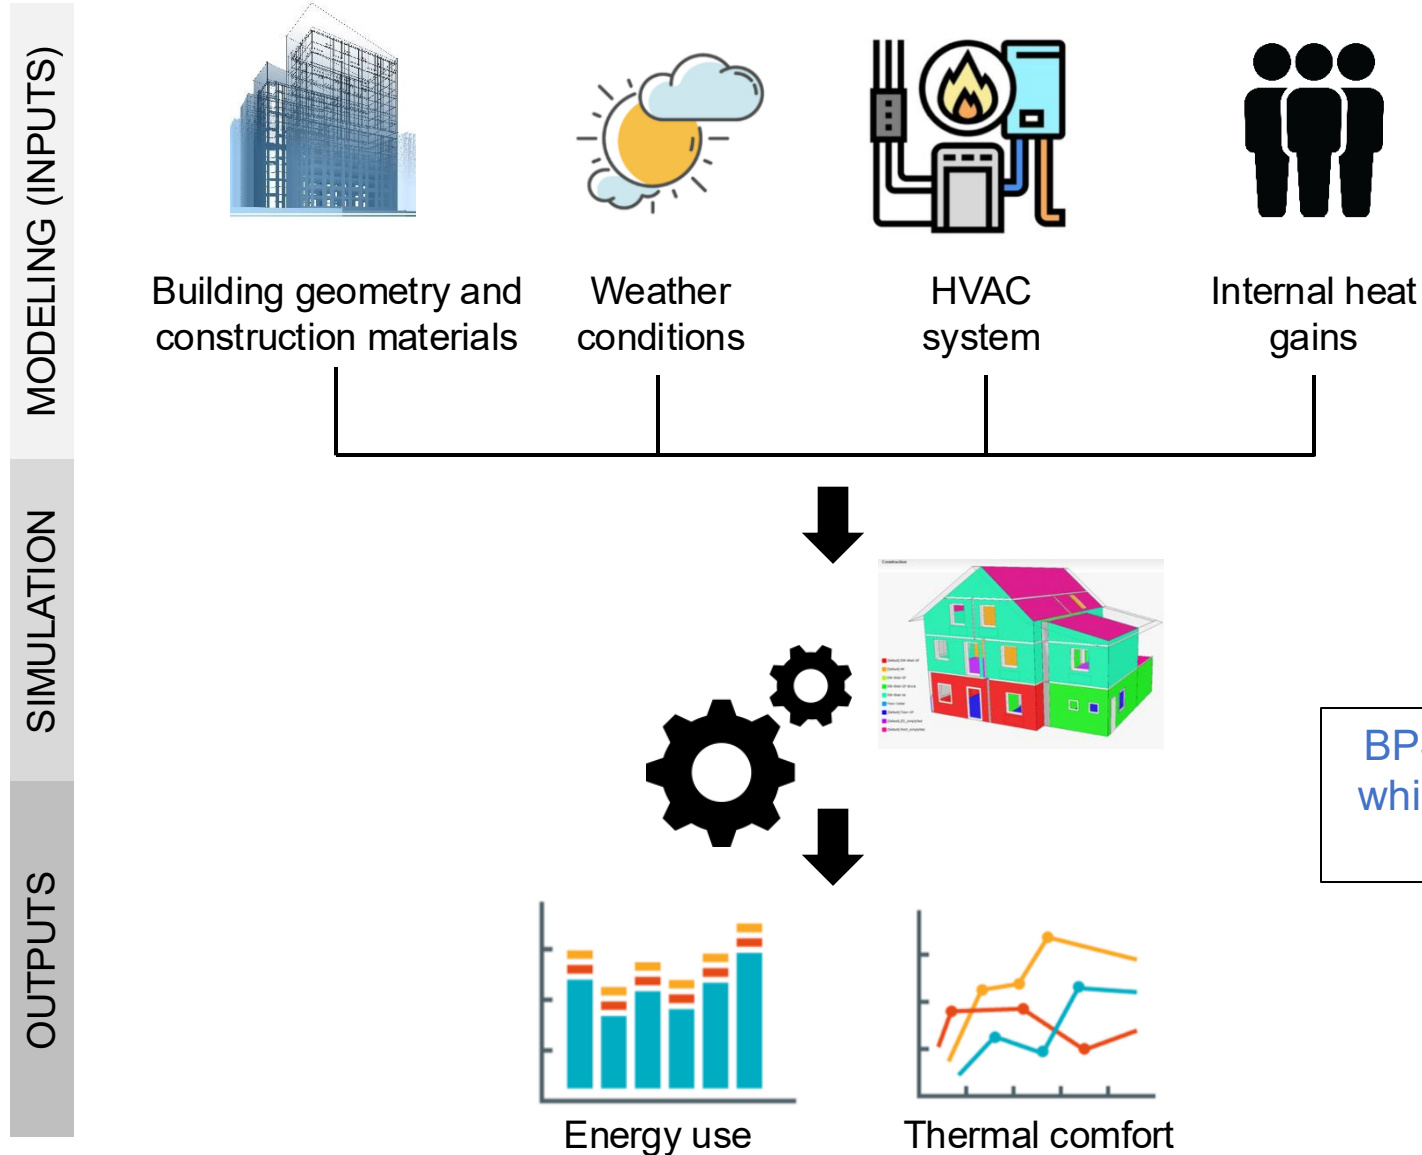 MODELING (INPUTS)
Building geometry and
construction materials
Weather
conditions
HVAC
system
Internal heat
gains
SIMULATION
Construction
OUTPUTS
Energy use
Thermal comfort